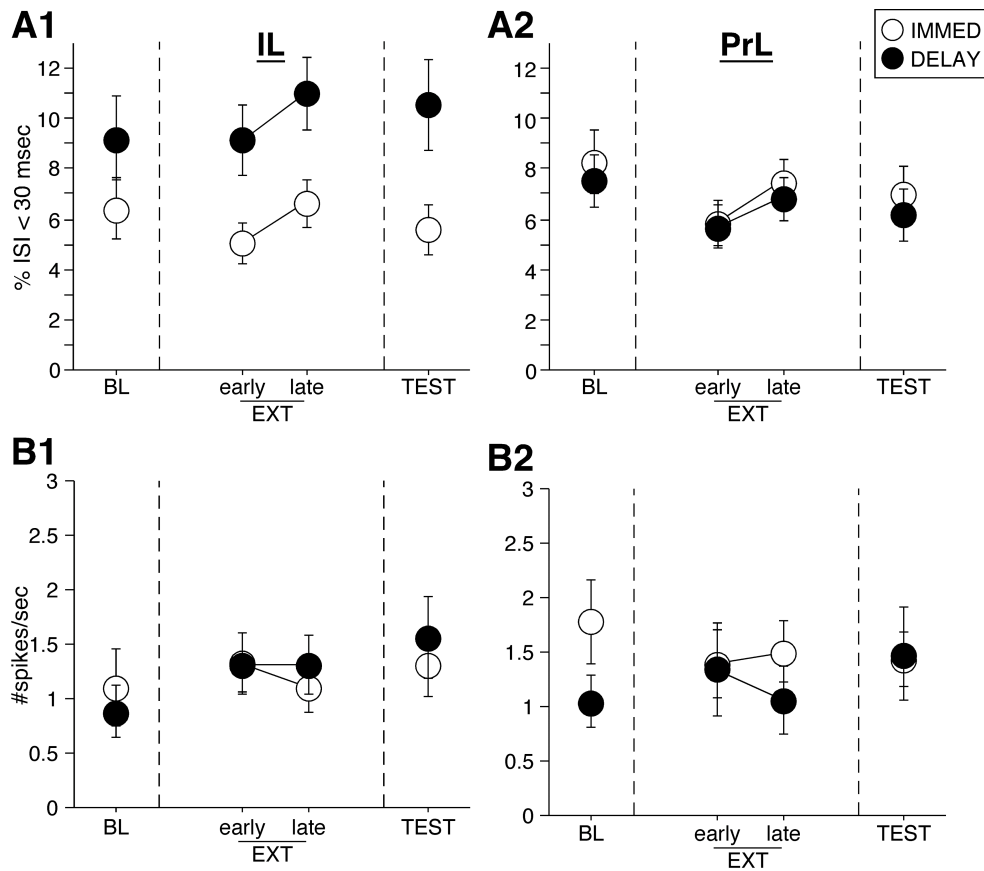 A1
IL
A2
PrL
IMMED
DELAY
% ISI < 30 msec
12
10
8
6
4
2
0
BL
early
late
TEST
EXT
12
10
8
6
4
2
0
BL
early
late
TEST
EXT
B1
#spikes/sec
3
2.5
2
1.5
1
0.5
0
BL
early
late
TEST
EXT
B2
3
2.5
2
1.5
1
0.5
0
BL
early
late
TEST
EXT